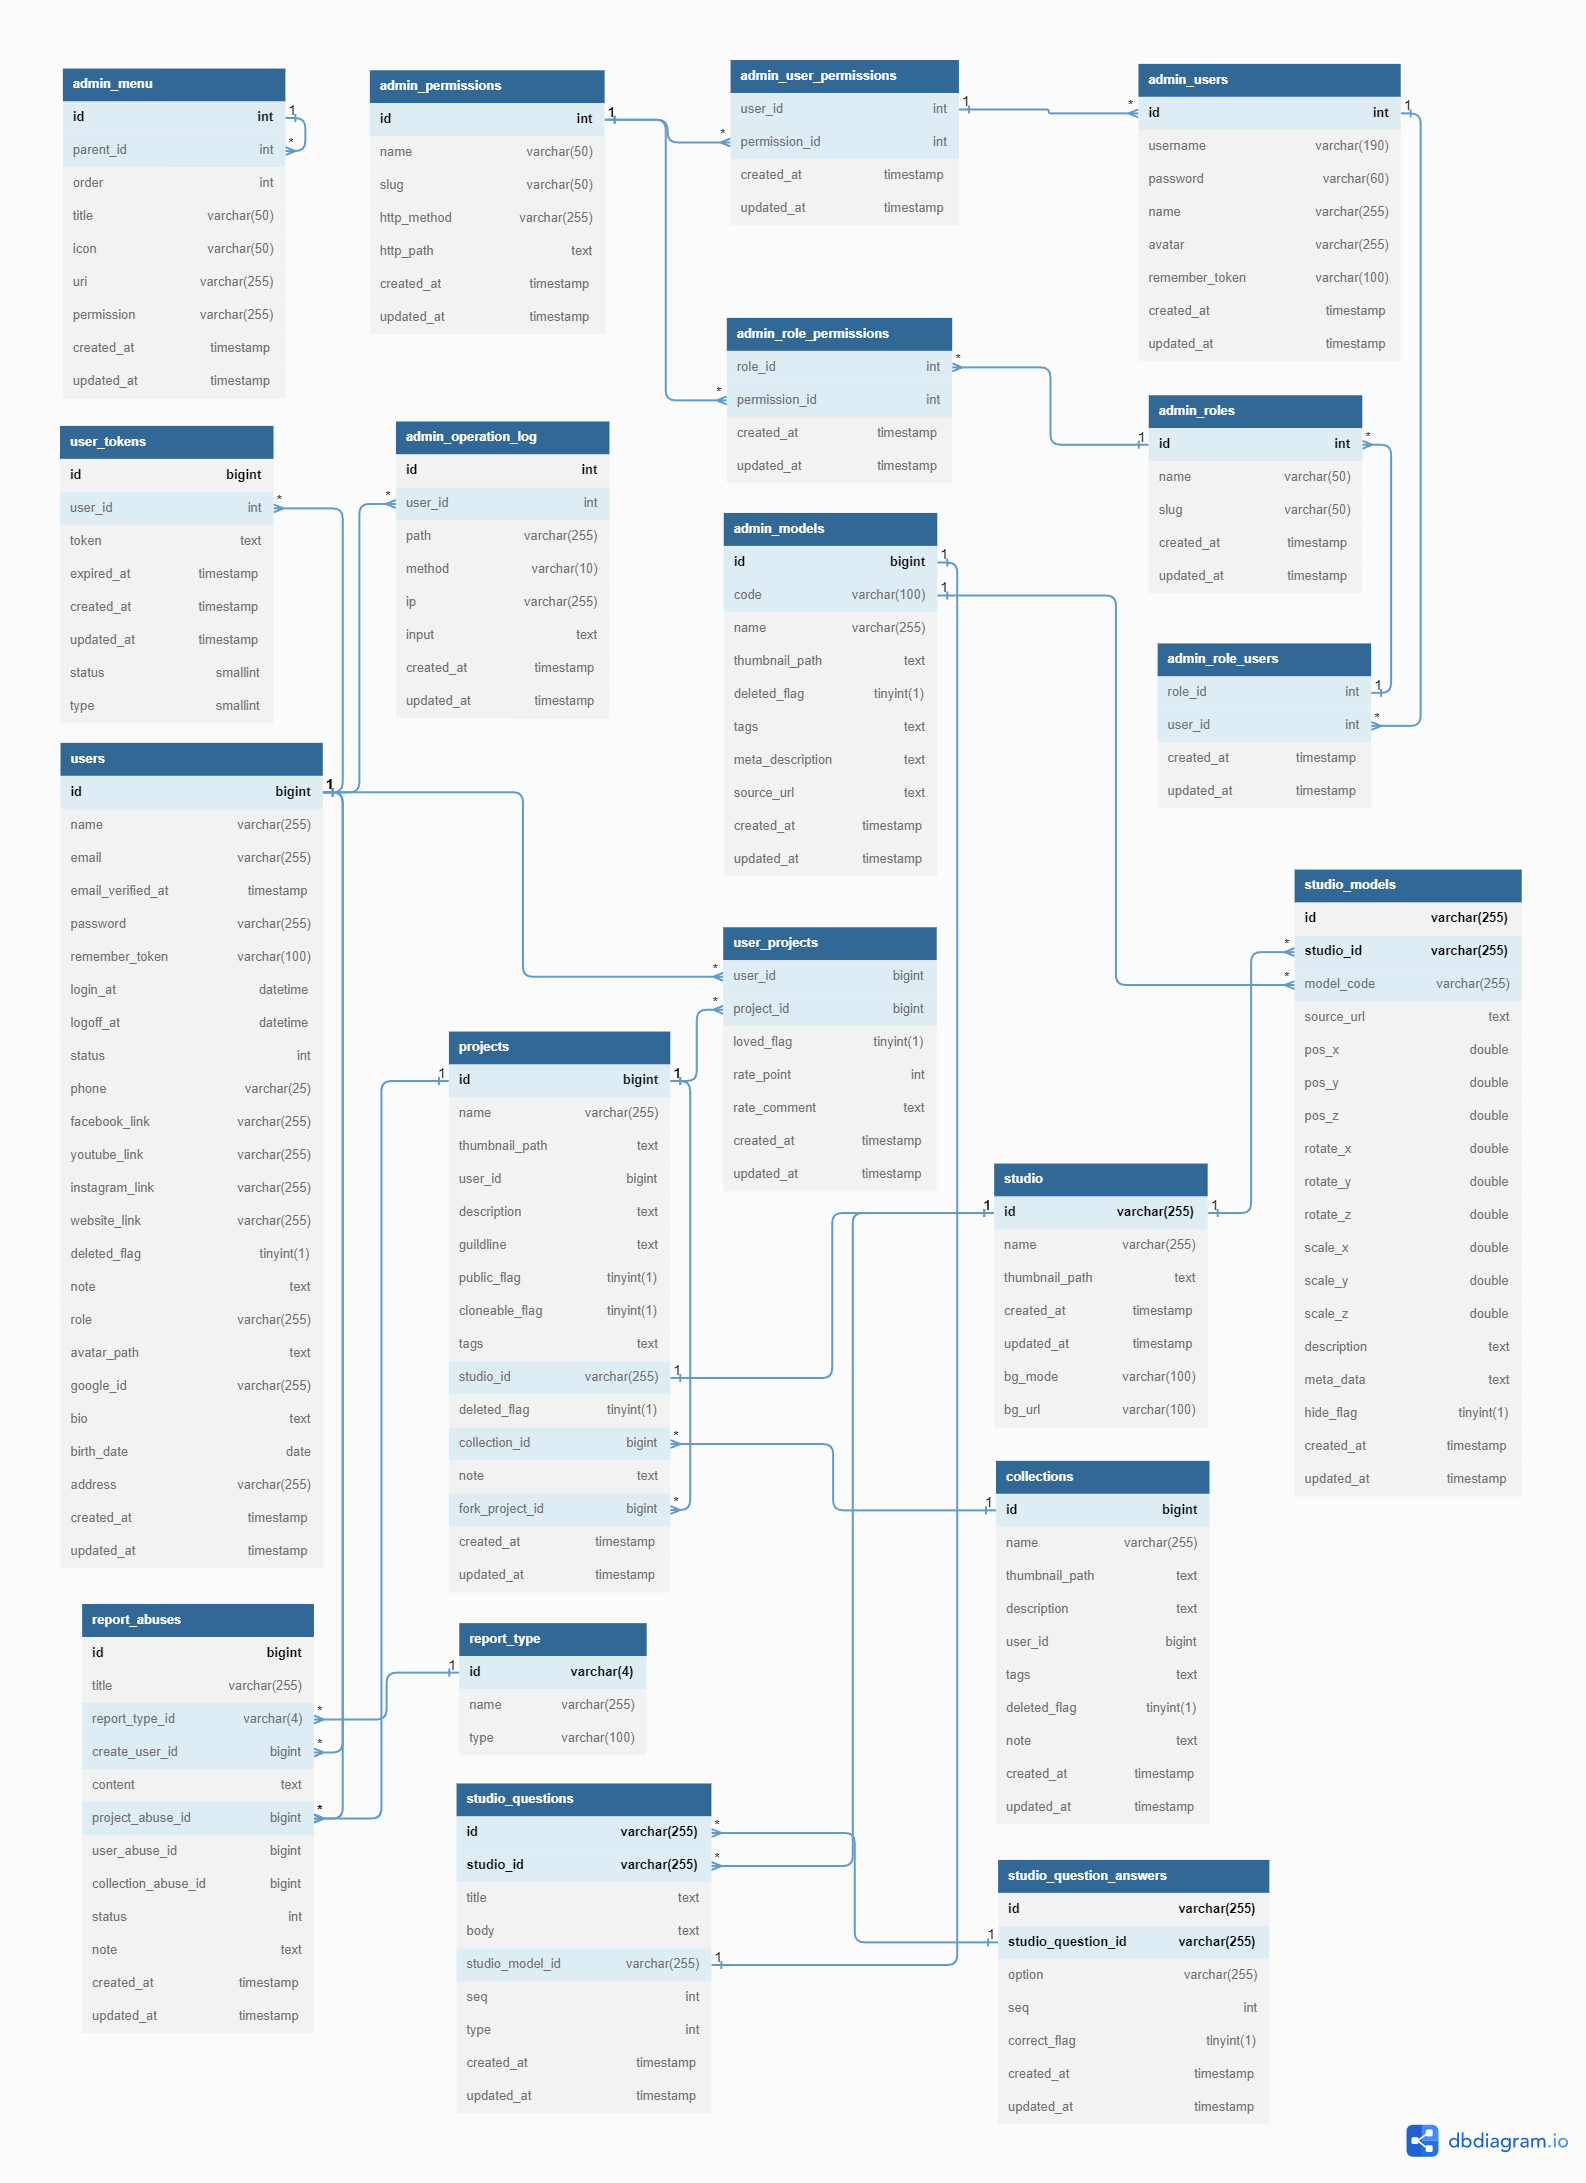 admin_menu
id int
parent_id int
order int
title varchar(50)
icon varchar(50)
uri varchar(255)
permission varchar(255)
created_at timestamp
updated_at timestamp
1
*
admin_permissions
id int
name varchar(50)
slug varchar(50)
http_method varchar(255)
http_path text
created_at timestamp
updated_at timestamp
1
admin_user_permissions
user_id int
permission_id int
created_at timestamp
updated_at timestamp
1
*
admin_users
id int
username varchar(190)
password varchar(60)
name varchar(255)
avatar varchar(255)
remember_token varchar(100)
created_at timestamp
updated_at timestamp
*
1
admin_role_permissions
role_id int
permission_id int
created_at timestamp
updated_at timestamp
*
*
admin_roles
id int
name varchar(50)
slug varchar(50)
created_at timestamp
updated_at timestamp
1
*
user_tokens
id bigint
user_id int
token text
expired_at timestamp
created_at timestamp
updated_at timestamp
status smallint
type smallint
*
admin_operation_log
id int
user_id int
path varchar(255)
method varchar(10)
ip varchar(255)
input text
created_at timestamp
updated_at timestamp
*
admin_models
id bigint
code varchar(100)
name varchar(255)
thumbnail_path text
deleted_flag tinyint(1)
tags text
meta_description text
source_url text
created_at timestamp
updated_at timestamp
1
1
admin_role_users
role_id int
user_id int
created_at timestamp
updated_at timestamp
1
*
users
id bigint
name varchar(255)
email varchar(255)
email_verified_at timestamp
password varchar(255)
remember_token varchar(100)
login_at datetime
logoff_at datetime
status int
phone varchar(25)
facebook_link varchar(255)
youtube_link varchar(255)
instagram_link varchar(255)
website_link varchar(255)
deleted_flag tinyint(1)
note text
role varchar(255)
avatar_path text
google_id varchar(255)
bio text
birth_date date
address varchar(255)
created_at timestamp
updated_at timestamp
1
user_projects
user_id bigint
project_id bigint
loved_flag tinyint(1)
rate_point int
rate_comment text
created_at timestamp
updated_at timestamp
*
*
studio_models
id varchar(255)
studio_id varchar(255)
model_code varchar(255)
source_url text
pos_x double
pos_y double
pos_z double
rotate_x double
rotate_y double
rotate_z double
scale_x double
scale_y double
scale_z double
description text
meta_data text
hide_flag tinyint(1)
created_at timestamp
updated_at timestamp
*
*
projects
id bigint
name varchar(255)
thumbnail_path text
user_id bigint
description text
guildline text
public_flag tinyint(1)
cloneable_flag tinyint(1)
tags text
studio_id varchar(255)
deleted_flag tinyint(1)
collection_id bigint
note text
fork_project_id bigint
created_at timestamp
updated_at timestamp
1
1
1
*
*
studio
id varchar(255)
name varchar(255)
thumbnail_path text
created_at timestamp
updated_at timestamp
bg_mode varchar(100)
bg_url varchar(100)
1
1
collections
id bigint
name varchar(255)
thumbnail_path text
description text
user_id bigint
tags text
deleted_flag tinyint(1)
note text
created_at timestamp
updated_at timestamp
1
report_abuses
id bigint
title varchar(255)
report_type_id varchar(4)
create_user_id bigint
content text
project_abuse_id bigint
user_abuse_id bigint
collection_abuse_id bigint
status int
note text
created_at timestamp
updated_at timestamp
*
*
*
report_type
id varchar(4)
name varchar(255)
type varchar(100)
1
studio_questions
id varchar(255)
studio_id varchar(255)
title text
body text
studio_model_id varchar(255)
seq int
type int
created_at timestamp
updated_at timestamp
*
*
1
studio_question_answers
id varchar(255)
studio_question_id varchar(255)
option varchar(255)
seq int
correct_flag tinyint(1)
created_at timestamp
updated_at timestamp
1
dbdiagram.io